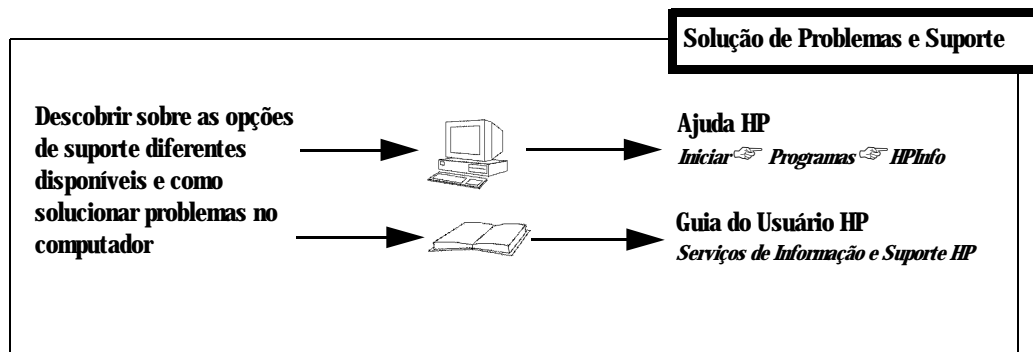 Solução de Problemas e Suporte
Descobrir sobre as opções
de suporte diferentes
disponíveis e como
solucionar problemas no
computador
Ajuda HP
Iniciar☞ Programas ☞ HPInfo
Guia do Usuário HP
Serviços de Informação e Suporte HP